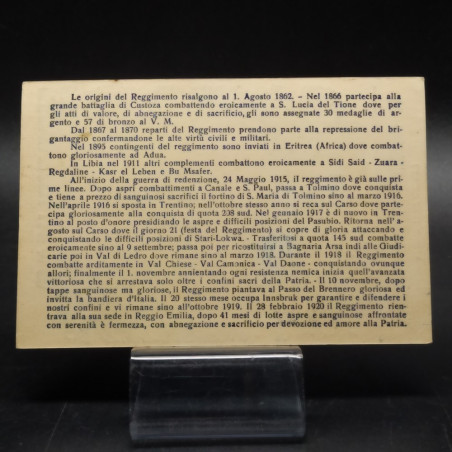 Le origini del Reggimento risalgono al 1. Agosto 1862. - Nel 1866 partecipa alla
grande battaglia di Custoza combattendo eroicamente a S. Lucia del Tione dove per
gli atti di valore, di abnegazione e di sacrificio, gli sono assegnate 30 medaglie di ar-
gento e 57 di bronzo al V. M.
Dal 1867 al 1870 reparti del Reggimento prendono parte alla repressione del bri-
gantaggio confermandone le alte virtù civili e militari.
Nel 1895 contingenti del reggimento sono inviati in Eritrea (Africa) dove combat-
tono gloriosamente ad Adua.
In Libia nel 1911 altri complementi combattono eroicamente a Sidi Said - Zuara -
Regdaline - Kasr el Leben e Bu Msafer.
All'inizio della guerra di redenzione, 24 Maggio 1915, il reggimento è già sulle pri-
me linee. Dopo aspri combattimenti a Canale e S. Paul, passa a Tolmino dove conquista
e tiene a prezzo di sanguinosi sacrifici il fortino di S. Maria di Tolmino sino al marzo 1916.
Nell'aprile 1916 si sposta in Trentino; nell'ottobre stesso anno si reca sul Carso dove parte-
cipa gloriosamente alla conquista di quota 238 sud. Nel gennaio 1917 è di nuovo in Tren-
tino al posto d'onore presidiando le aspre e difficili posizioni del Pasubio. Ritorna nell'a-
gosto sul Carso dove il giorno 21 (festa del Reggimento) si copre di gloria attaccando e
conquistando le difficili posizioni di Stari-Lokwa. - Trasferitosi a quota 145 sud combatte
eroicamente sino al 9 settembre; passa poi per ricostituirsi a Bagnaria Arsa indi alle Giudi-
carie poi in Val di Ledro dove rimane sino al marzo 1918. Durante il 1918 il Reggimento
combatte arditamente in Val Chiese - Val Camonica - Val Daone - conquistando ovunque
allori; finalmente il 1. novembre annientando ogni resistenza nemica inizia quell'avanzata
vittoriosa che si arrestava solo oltre i confini sacri della Patria. - Il 10 novembre, dopo
tappe sanguinose ma gloriose, il Reggimento piantava al Passo del Brennero gloriosa ed
invitta la bandiera d'Italia. Il 20 stesso mese occupa Innsbruk per garantire e difendere i
nostri confini e vi rimane sino all'ottobre 1919. Il 28 febbraio 1920 il Reggimento rien-
trava alla sua sede in Reggio Emilia, dopo 41 mesi di lotte aspre e sanguinose affrontate
con serenità è fermezza, con abnegazione e sacrificio per devozione ed amore alla Patria.